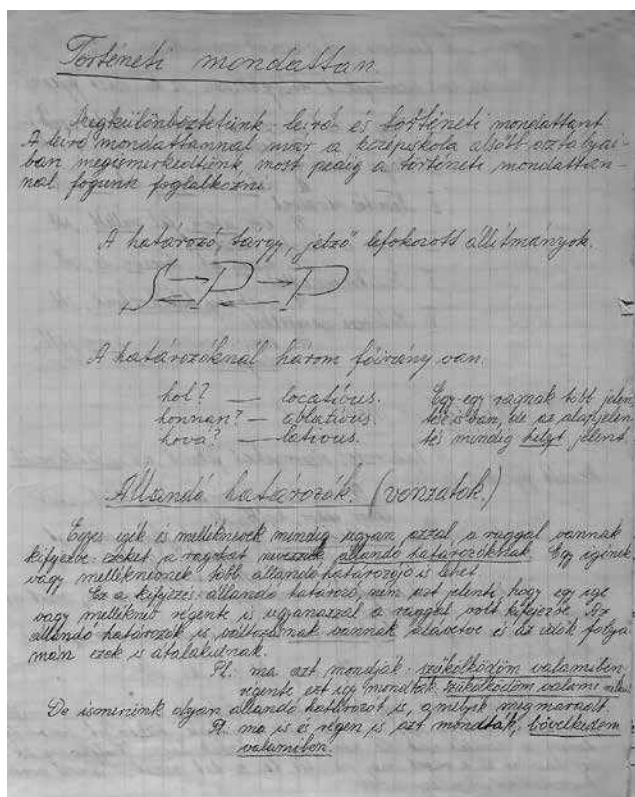 Történeti mondattan
Megkülönböztetünk leíró és történeti mondattant.
A leíró mondattannal már a középiskola alsóbb osztályai-
ban megismerkedtünk most pedig a történeti mondattan-
nal fogunk foglalkozni.
A határozó, tárgy, jelző lefokozott állítmányok.
S P P
A határozóknál három főirány van.
hol? — locativus.
honnan? — ablativus.
hova? — lativus.
Egy-egy ragnak több jelen
tése is van, de az alapjelen
tés mindig helyt jelent.
Állandó határozók. (vonzatok.)
Egyes igék és melléknevek mindig ugyan azzal a raggal vannak
kifejezve ezeket a ragokat nevezzük állandó határozóknak. Egy igének
vagy melléknévnek több állandó határozója is lehet.
Ez a kifejezés: állandó határozó, nem azt jelenti, hogy egy ige
vagy melléknév régente is ugyanazzal a raggal volt kifejezve. Az
állandó határozók is változásnak vannak alávetve és az idők folya
mán ezek is átalakulnak.
Pl.: ma azt mondják szűkölködöm valamiben,
régente ezt így mondták szűkölködöm valami
De ismerünk olyan állandó határozót is, amelyik megmaradt.
Pl. ma is és régen is azt mondták, bővelkedem
valamiben.